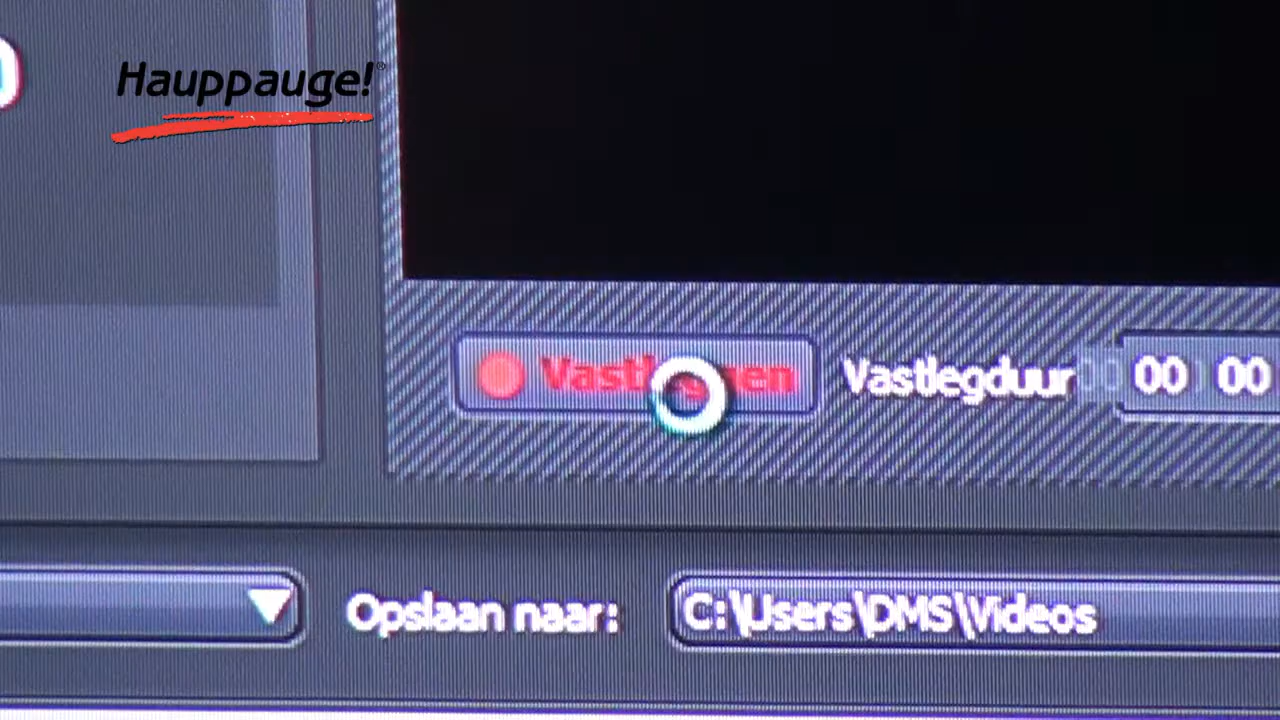 Hauppauge!®
Vastleggen
Vastlegduur
00 00
Opslaan naar:
C:\Users\DMS\Videos